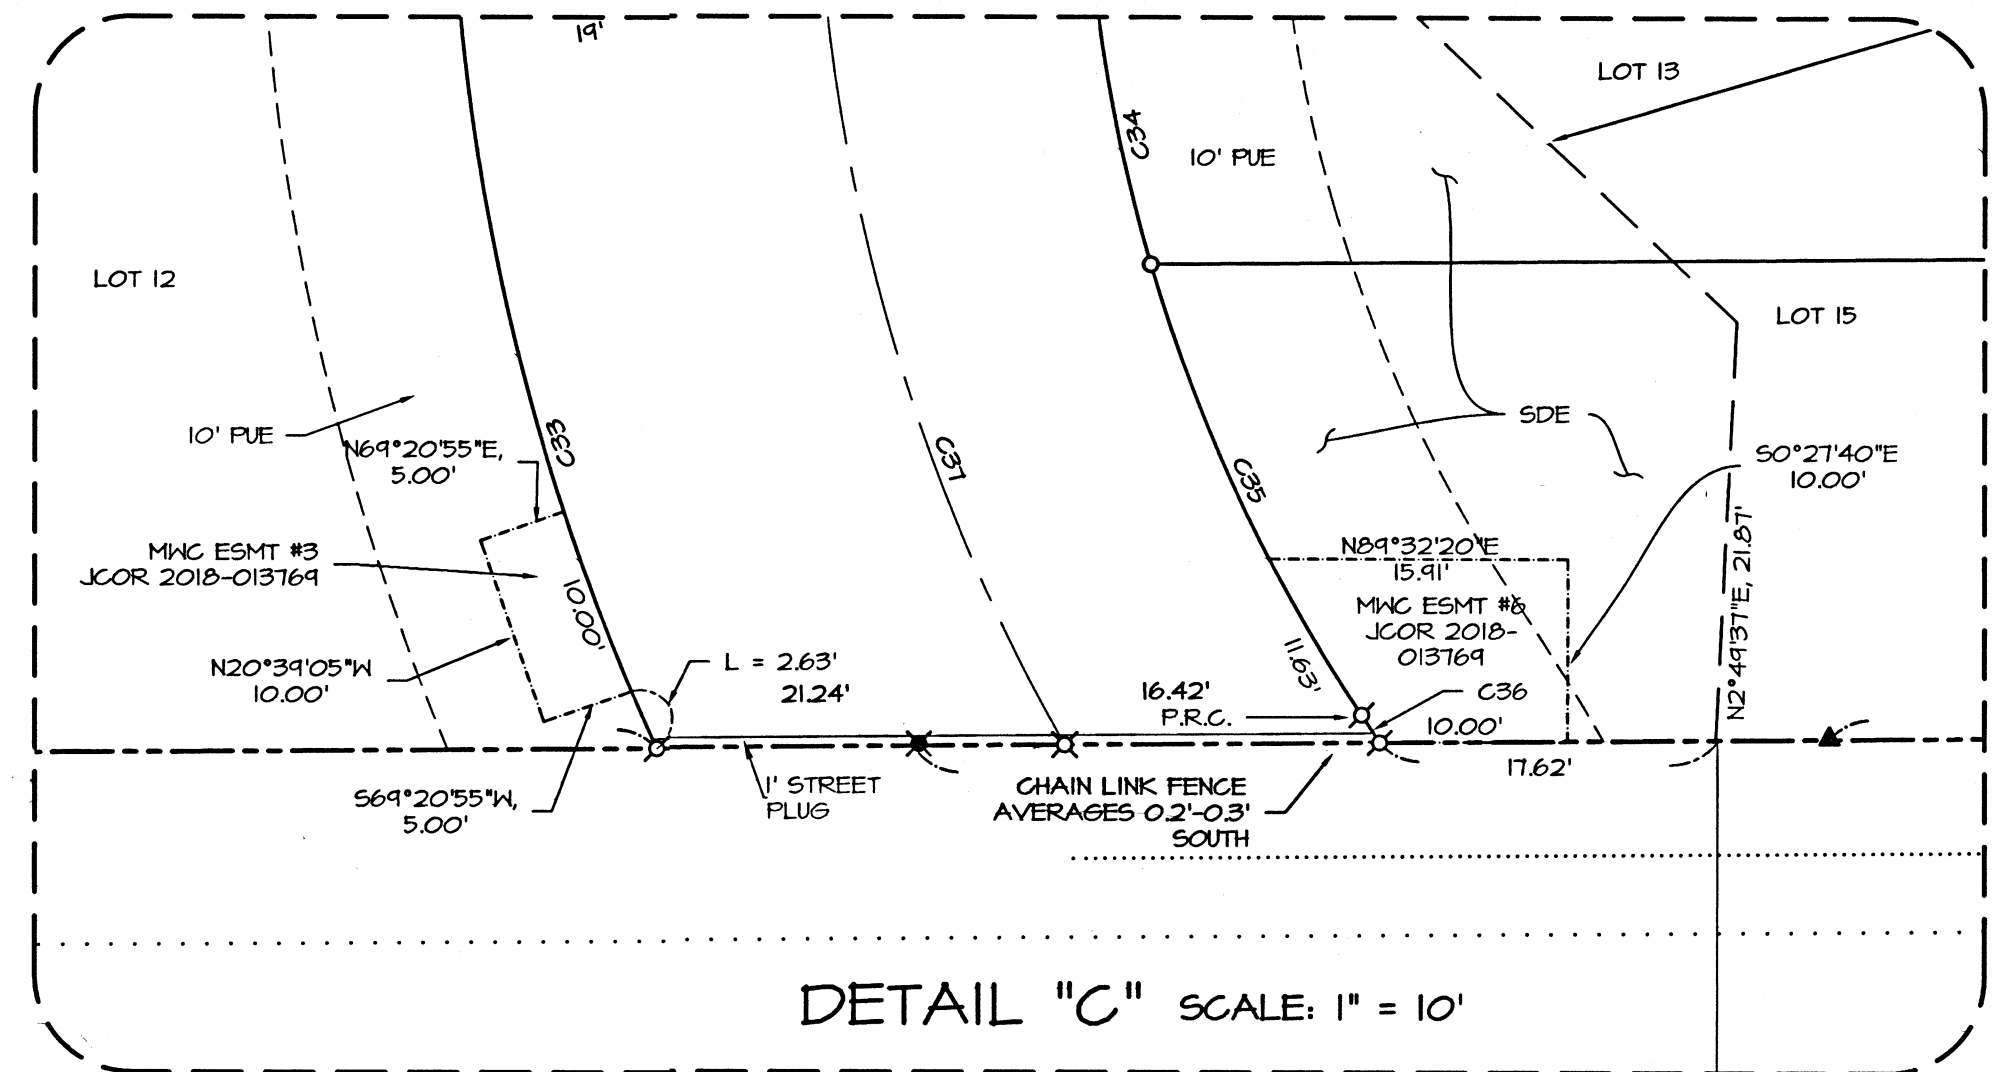 19'
LOT 13
C34
10' PUE
LOT 12
LOT 15
10' PUE
N69°20'55"E,
5.00'
C33
C37
C35
SDE
S0°27'40"E
10.00'
MWC ESMT #3
JCOR 2018-013769
10.00'
N89°32'20"E
15.91'
MWC ESMT #6
JCOR 2018-
013769
N2°49'37"E, 21.87'
N20°39'05"W
10.00'
L = 2.63'
21.24'
11.63'
16.42'
P.R.C.
C36
10.00'
17.62'
S69°20'55"W,
5.00'
1' STREET
PLUG
CHAIN LINK FENCE
AVERAGES 0.2'-0.3'
SOUTH
DETAIL "C" SCALE: 1" = 10'